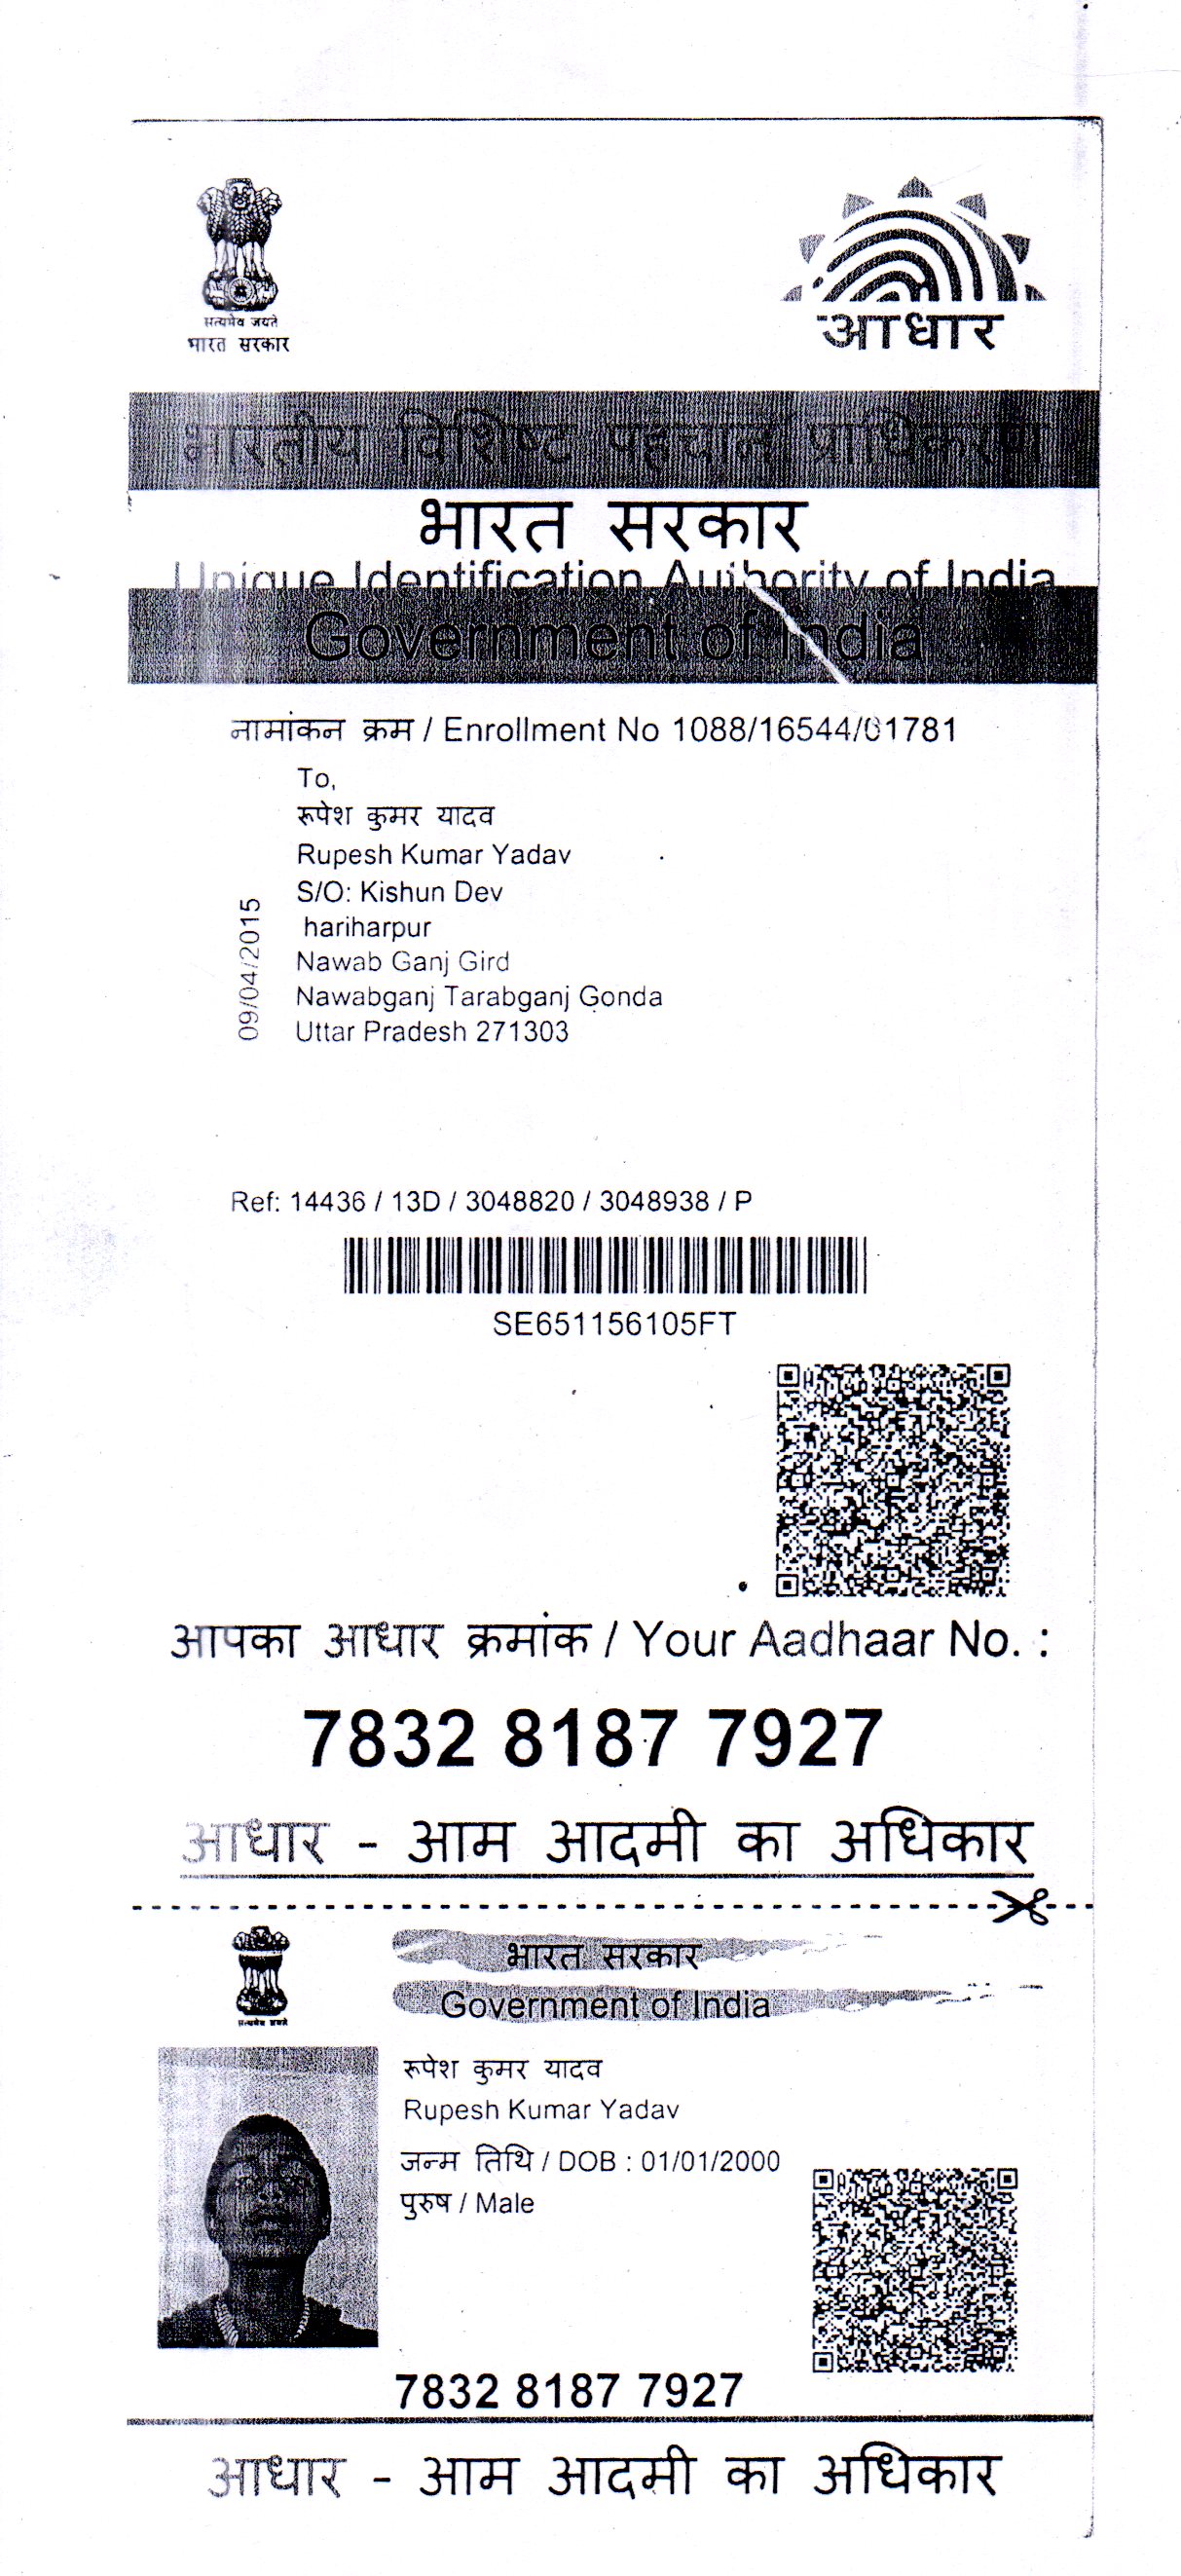 सत्यमेव जयते
भारत सरकार
आधार
भारतीय विशिष्ट पहचान प्राधिकरण
भारत सरकार
Unique Identification Authority of India
Government of India
नामांकन क्रम / Enrollment No 1088/16544/01781
To,
रूपेश कुमर यादव
Rupesh Kumar Yadav
S/O: Kishun Dev
hariharpur
Nawab Ganj Gird
Nawabganj Tarabganj Gonda
Uttar Pradesh 271303
09/04/2015
Ref: 14436 / 13D / 3048820 / 3048938 / P
SE651156105FT
आपका आधार क्रमांक / Your Aadhaar No. :
7832 8187 7927
आधार - आम आदमी का अधिकार
सत्यमेव जयते
भारत सरकार
Government of India
रूपेश कुमर यादव
Rupesh Kumar Yadav
जन्म तिथि / DOB : 01/01/2000
पुरुष / Male
7832 8187 7927
आधार - आम आदमी का अधिकार